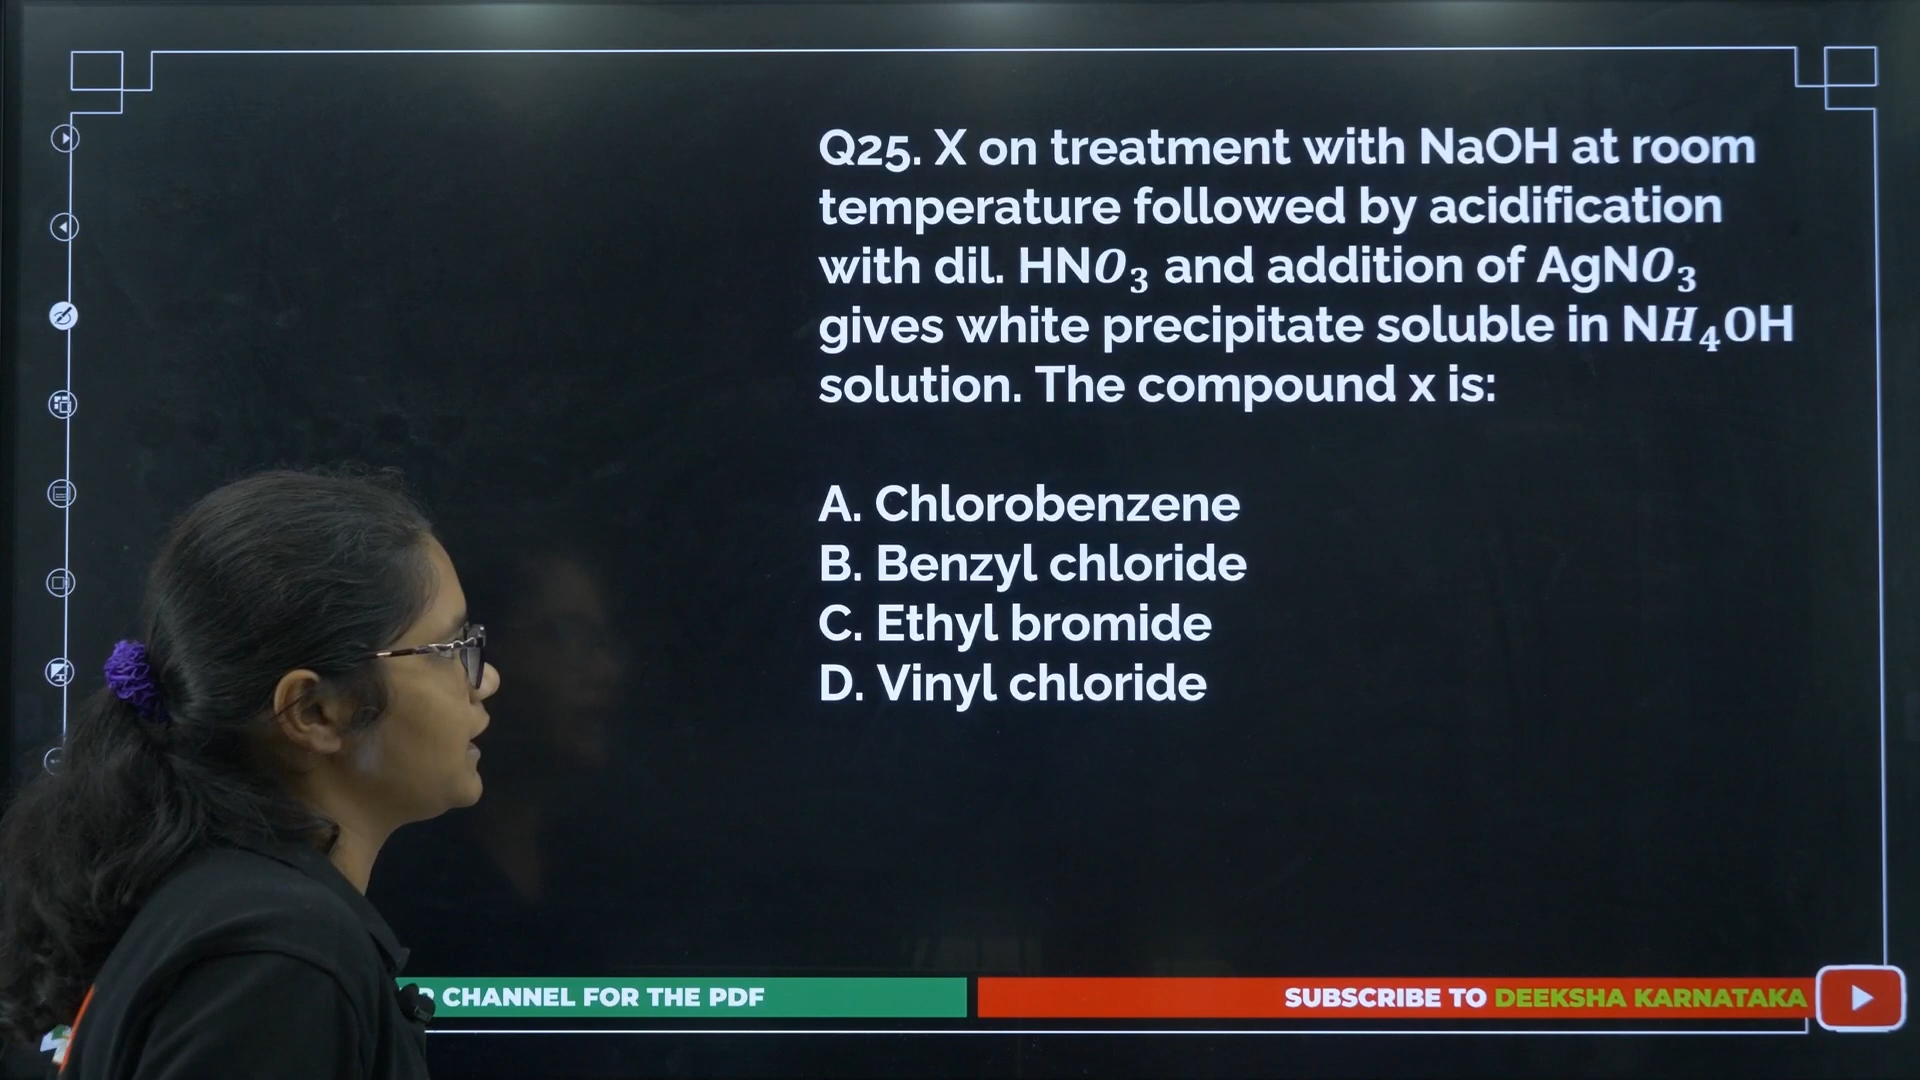 Q25. X on treatment with NaOH at room
temperature followed by acidification
with dil. HNO₃ and addition of AgNO₃
gives white precipitate soluble in NH₄OH
solution. The compound x is:
A. Chlorobenzene
B. Benzyl chloride
C. Ethyl bromide
D. Vinyl chloride
CHANNEL FOR THE PDF
SUBSCRIBE TO DEEKSHA KARNATAKA